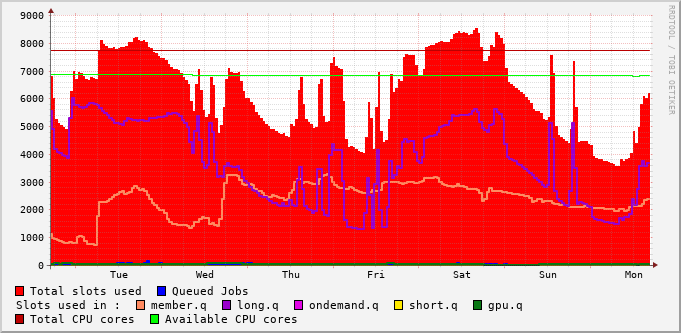 9000
8000
7000
6000
5000
4000
3000
2000
1000
0
Tue Wed Thu Fri Sat Sun Mon
RRDTOOL / TOBI OETIKER
Total slots used Queued Jobs
Slots used in : member.q long.q ondemand.q short.q gpu.q
Total CPU cores Available CPU cores